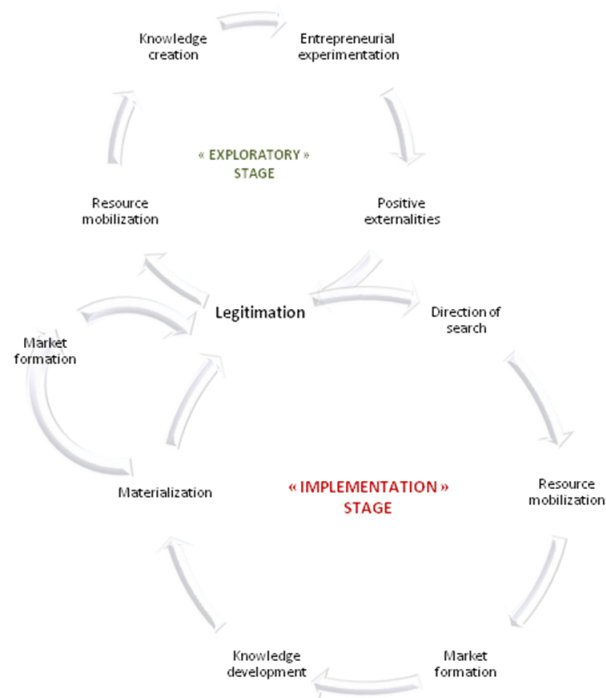 Knowledge
creation
Entrepreneurial
experimentation
« EXPLORATORY »
STAGE
Resource
mobilization
Positive
externalities
Legitimation
Direction of
search
Market
formation
Materialization
« IMPLEMENTATION »
STAGE
Resource
mobilization
Knowledge
development
Market
formation